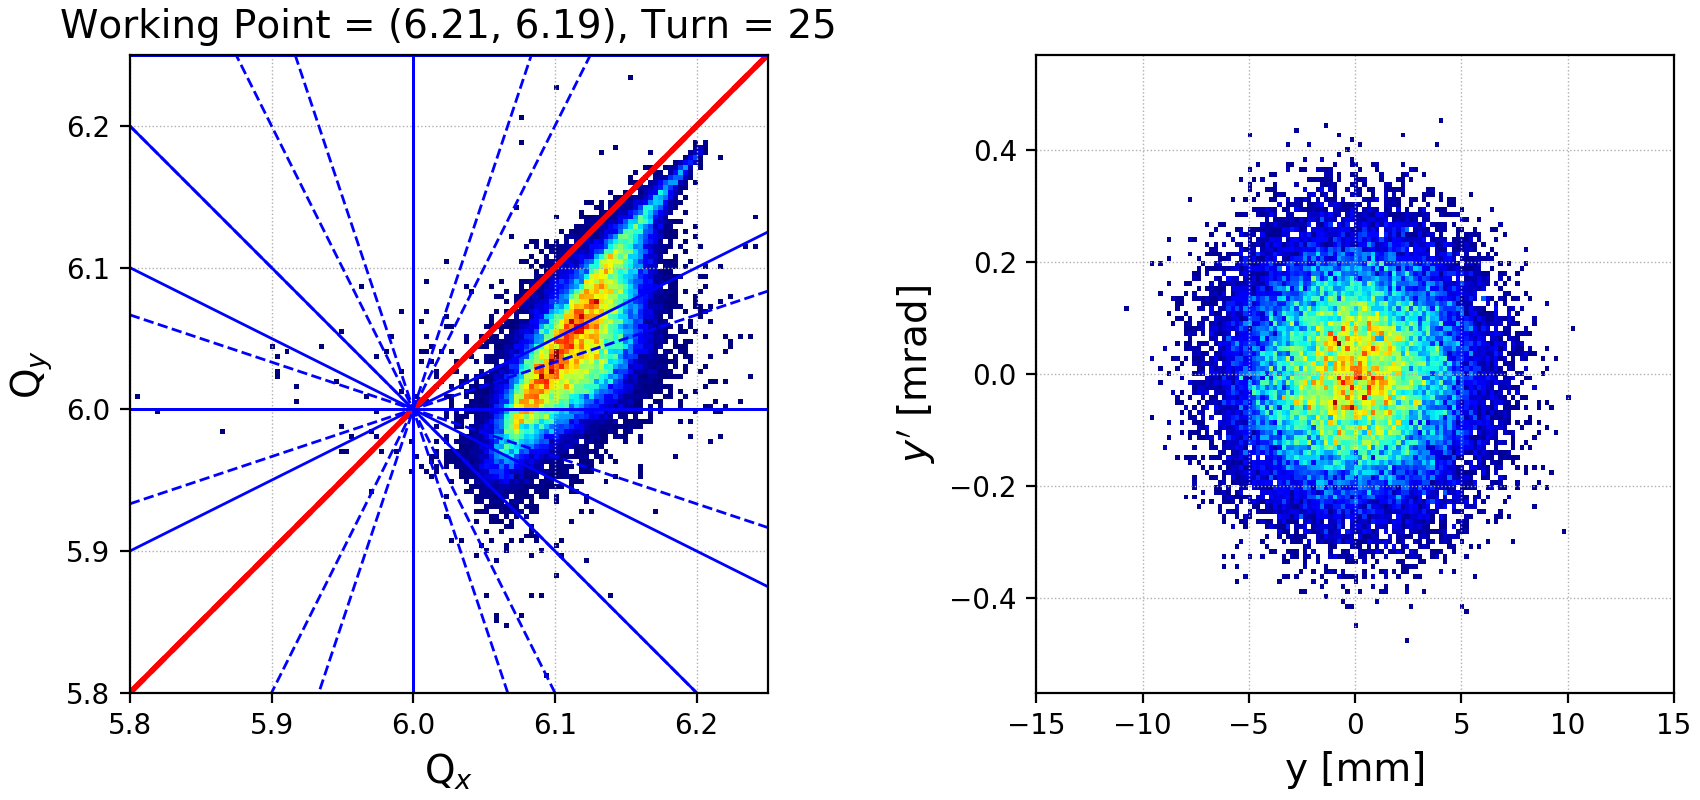 Working Point = (6.21, 6.19), Turn = 25
6.2
6.1
6.0
5.9
5.8
Qy
5.8 5.9 6.0 6.1 6.2
Qx
0.4
0.2
0.0
−0.2
−0.4
y′ [mrad]
−15 −10 −5 0 5 10 15
y [mm]